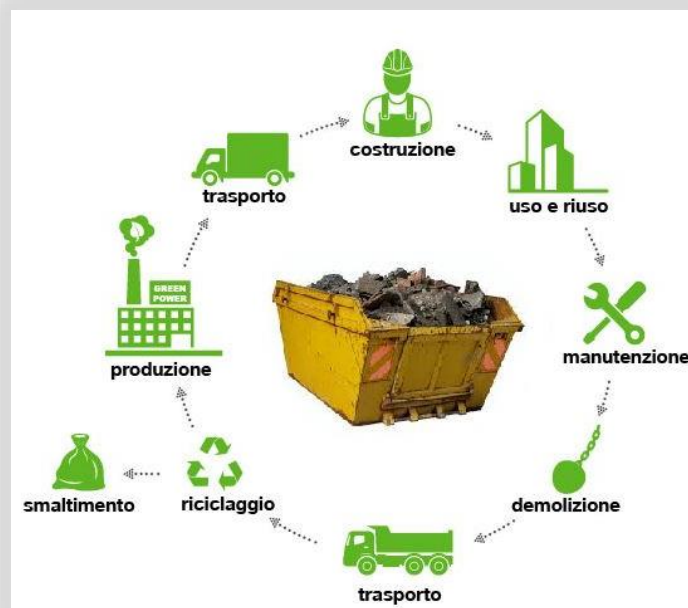 costruzione
trasporto
uso e riuso
GREEN
POWER
manutenzione
produzione
smaltimento
riciclaggio
demolizione
trasporto